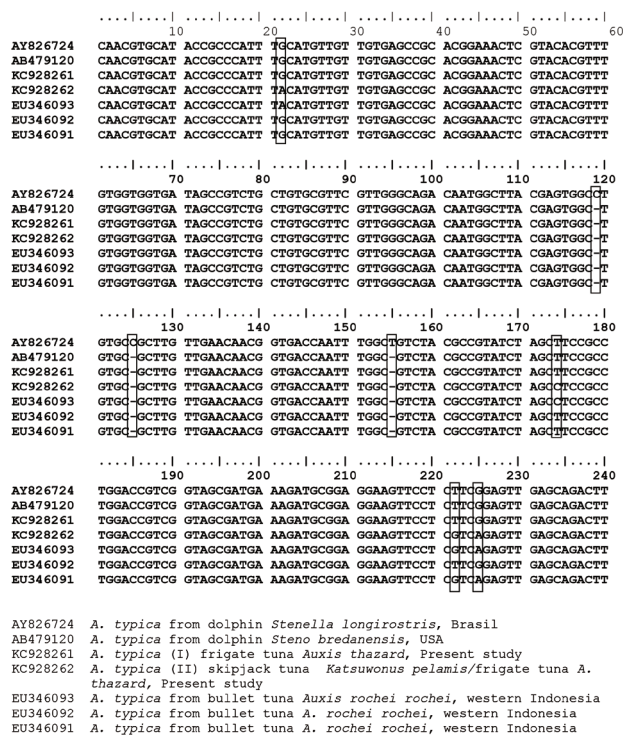 10 20 30 40 50 60
....|....| ....|....| ....|....| ....|....| ....|....| ....|....|
AY826724 CAACGTGCAT ACCGCCCATT TGCATGTTGT TGTGAGCCGC ACGGAAACTC GTACACGTTT
AB479120 CAACGTGCAT ACCGCCCATT TGCATGTTGT TGTGAGCCGC ACGGAAACTC GTACACGTTT
KC928261 CAACGTGCAT ACCGCCCATT TGCATGTTGT TGTGAGCCGC ACGGAAACTC GTACACGTTT
KC928262 CAACGTGCAT ACCGCCCATT TACATGTTGT TGTGAGCCGC ACGGAAACTC GTACACGTTT
EU346093 CAACGTGCAT ACCGCCCATT TACATGTTGT TGTGAGCCGC ACGGAAACTC GTACACGTTT
EU346092 CAACGTGCAT ACCGCCCATT TGCATGTTGT TGTGAGCCGC ACGGAAACTC GTACACGTTT
EU346091 CAACGTGCAT ACCGCCCATT TGCATGTTGT TGTGAGCCGC ACGGAAACTC GTACACGTTT
70 80 90 100 110 120
....|....| ....|....| ....|....| ....|....| ....|....| ....|....|
AY826724 GTGGTGGTGA TAGCCGTCTG CTGTGCGTTC GTTGGGCAGA CAATGGCTTA CGAGTGGCCT
AB479120 GTGGTGGTGA TAGCCGTCTG CTGTGCGTTC GTTGGGCAGA CAATGGCTTA CGAGTGGC-T
KC928261 GTGGTGGTGA TAGCCGTCTG CTGTGCGTTC GTTGGGCAGA CAATGGCTTA CGAGTGGC-T
KC928262 GTGGTGGTGA TAGCCGTCTG CTGTGCGTTC GTTGGGCAGA CAATGGCTTA CGAGTGGC-T
EU346093 GTGGTGGTGA TAGCCGTCTG CTGTGCGTTC GTTGGGCAGA CAATGGCTTA CGAGTGGC-T
EU346092 GTGGTGGTGA TAGCCGTCTG CTGTGCGTTC GTTGGGCAGA CAATGGCTTA CGAGTGGC-T
EU346091 GTGGTGGTGA TAGCCGTCTG CTGTGCGTTC GTTGGGCAGA CAATGGCTTA CGAGTGGC-T
130 140 150 160 170 180
....|....| ....|....| ....|....| ....|....| ....|....| ....|....|
AY826724 GTGCCGCTTG TTGAACAACG GTGACCAATT TGGCTGTCTA CGCCGTATCT AGCTTCCGCC
AB479120 GTGC-GCTTG TTGAACAACG GTGACCAATT TGGC-GTCTA CGCCGTATCT AGCTTCCGCC
KC928261 GTGC-GCTTG TTGAACAACG GTGACCAATT TGGC-GTCTA CGCCGTATCT AGCTTCCGCC
KC928262 GTGC-GCTTG TTGAACAACG GTGACCAATT TGGC-GTCTA CGCCGTATCT AGCCTCCGCC
EU346093 GTGC-GCTTG TTGAACAACG GTGACCAATT TGGC-GTCTA CGCCGTATCT AGCCTCCGCC
EU346092 GTGC-GCTTG TTGAACAACG GTGACCAATT TGGC-GTCTA CGCCGTATCT AGCTTCCGCC
EU346091 GTGC-GCTTG TTGAACAACG GTGACCAATT TGGC-GTCTA CGCCGTATCT AGCTTCCGCC
190 200 210 220 230 240
....|....| ....|....| ....|....| ....|....| ....|....| ....|....|
AY826724 TGGACCGTCG GTAGCGATGA AAGATGCGGA GGAAGTTCCT CTTCGGAGTT GAGCAGACTT
AB479120 TGGACCGTCG GTAGCGATGA AAGATGCGGA GGAAGTTCCT CTTCGGAGTT GAGCAGACTT
KC928261 TGGACCGTCG GTAGCGATGA AAGATGCGGA GGAAGTTCCT CTTCGGAGTT GAGCAGACTT
KC928262 TGGACCGTCG GTAGCGATGA AAGATGCGGA GGAAGTTCCT CGTCAGAGTT GAGCAGACTT
EU346093 TGGACCGTCG GTAGCGATGA AAGATGCGGA GGAAGTTCCT CGTCAGAGTT GAGCAGACTT
EU346092 TGGACCGTCG GTAGCGATGA AAGATGCGGA GGAAGTTCCT CTTCGGAGTT GAGCAGACTT
EU346091 TGGACCGTCG GTAGCGATGA AAGATGCGGA GGAAGTTCCT CGTCAGAGTT GAGCAGACTT
AY826724 A. typica from dolphin Stenella longirostris, Brasil
AB479120 A. typica from dolphin Steno bredanensis, USA
KC928261 A. typica (I) frigate tuna Auxis thazard, Present study
KC928262 A. typica (II) skipjack tuna Katsuwonus pelamis/frigate tuna A.
thazard, Present study
EU346093 A. typica from bullet tuna Auxis rochei rochei, western Indonesia
EU346092 A. typica from bullet tuna A. rochei rochei, western Indonesia
EU346091 A. typica from bullet tuna A. rochei rochei, western Indonesia